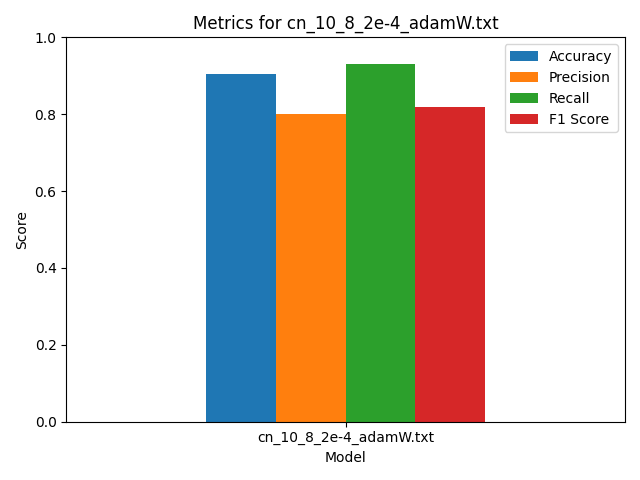 Metrics for cn_10_8_2e-4_adamW.txt
1.0
0.8
0.6
0.4
0.2
0.0
Score
Accuracy
Precision
Recall
F1 Score
cn_10_8_2e-4_adamW.txt
Model